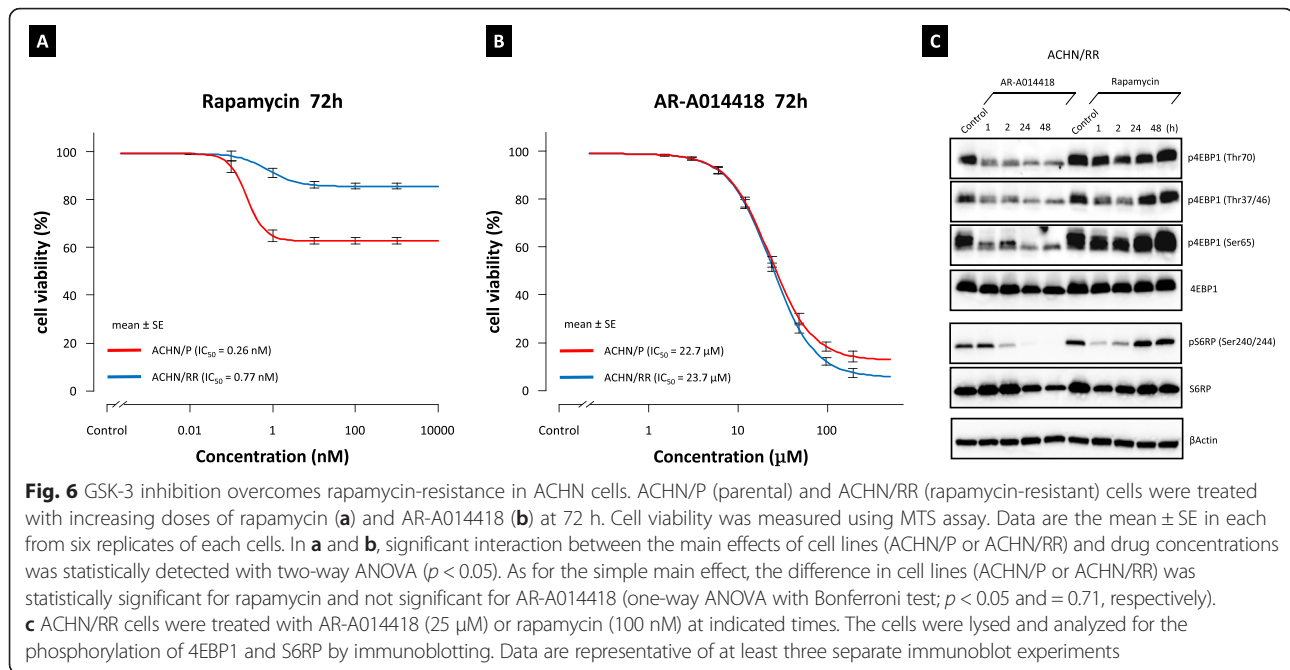 A
Rapamycin 72h
cell viability (%)
100
80
60
40
20
0
mean ± SE
ACHN/P (IC50 = 0.26 nM)
ACHN/RR (IC50 = 0.77 nM)
Control
0.01
1
100
10000
Concentration (nM)
B
AR-A014418 72h
cell viability (%)
100
80
60
40
20
0
mean ± SE
ACHN/P (IC50 = 22.7 µM)
ACHN/RR (IC50 = 23.7 µM)
Control
1
10
100
Concentration (µM)
C
ACHN/RR
AR-A014418 Rapamycin
Control 1 2 24 48 Control 1 2 24 48 (h)
p4EBP1 (Thr70)
p4EBP1 (Thr37/46)
p4EBP1 (Ser65)
4EBP1
pS6RP (Ser240/244)
S6RP
βActin
Fig. 6 GSK-3 inhibition overcomes rapamycin-resistance in ACHN cells. ACHN/P (parental) and ACHN/RR (rapamycin-resistant) cells were treated
with increasing doses of rapamycin (a) and AR-A014418 (b) at 72 h. Cell viability was measured using MTS assay. Data are the mean ± SE in each
from six replicates of each cells. In a and b, significant interaction between the main effects of cell lines (ACHN/P or ACHN/RR) and drug concentrations
was statistically detected with two-way ANOVA (p < 0.05). As for the simple main effect, the difference in cell lines (ACHN/P or ACHN/RR) was
statistically significant for rapamycin and not significant for AR-A014418 (one-way ANOVA with Bonferroni test; p < 0.05 and = 0.71, respectively).
c ACHN/RR cells were treated with AR-A014418 (25 µM) or rapamycin (100 nM) at indicated times. The cells were lysed and analyzed for the
phosphorylation of 4EBP1 and S6RP by immunoblotting. Data are representative of at least three separate immunoblot experiments